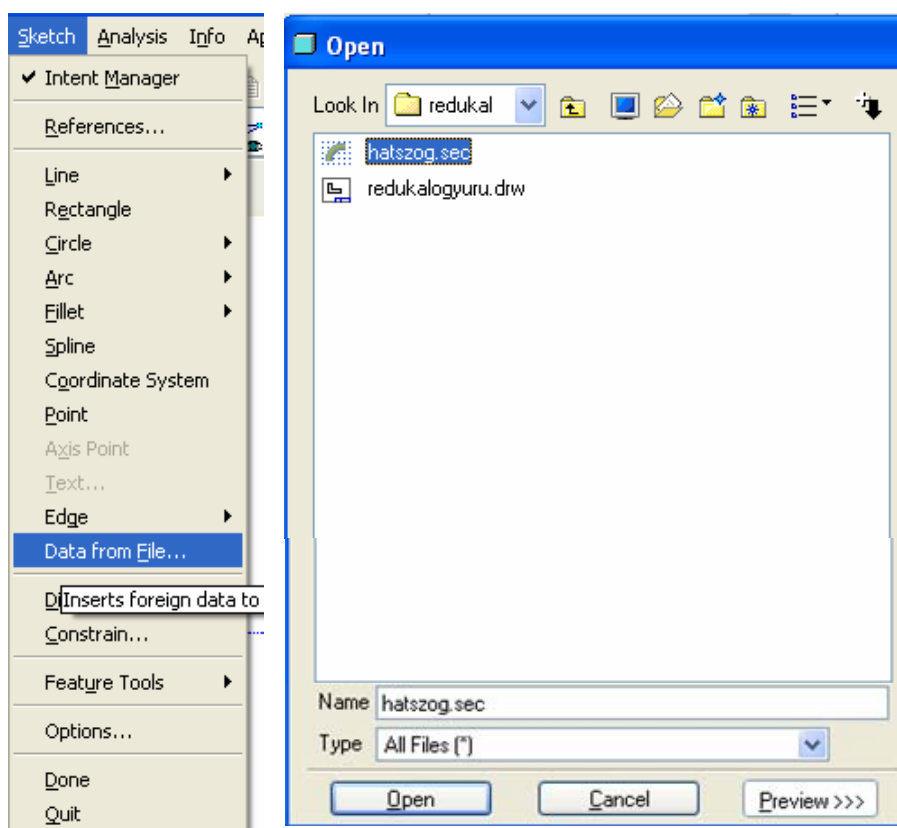 Sketch Analysis Info
Intent Manager
References...
Line
Rectangle
Circle
Arc
Fillet
Spline
Coordinate System
Point
Axis Point
Text...
Edge
Data from File...
Inserts foreign data to
Constrain...
Feature Tools
Options...
Done
Quit
Open
Look In redukal
hatszog.sec
redukalogyuru.drw
Name hatszog.sec
Type All Files (*)
Open Cancel Preview >>>